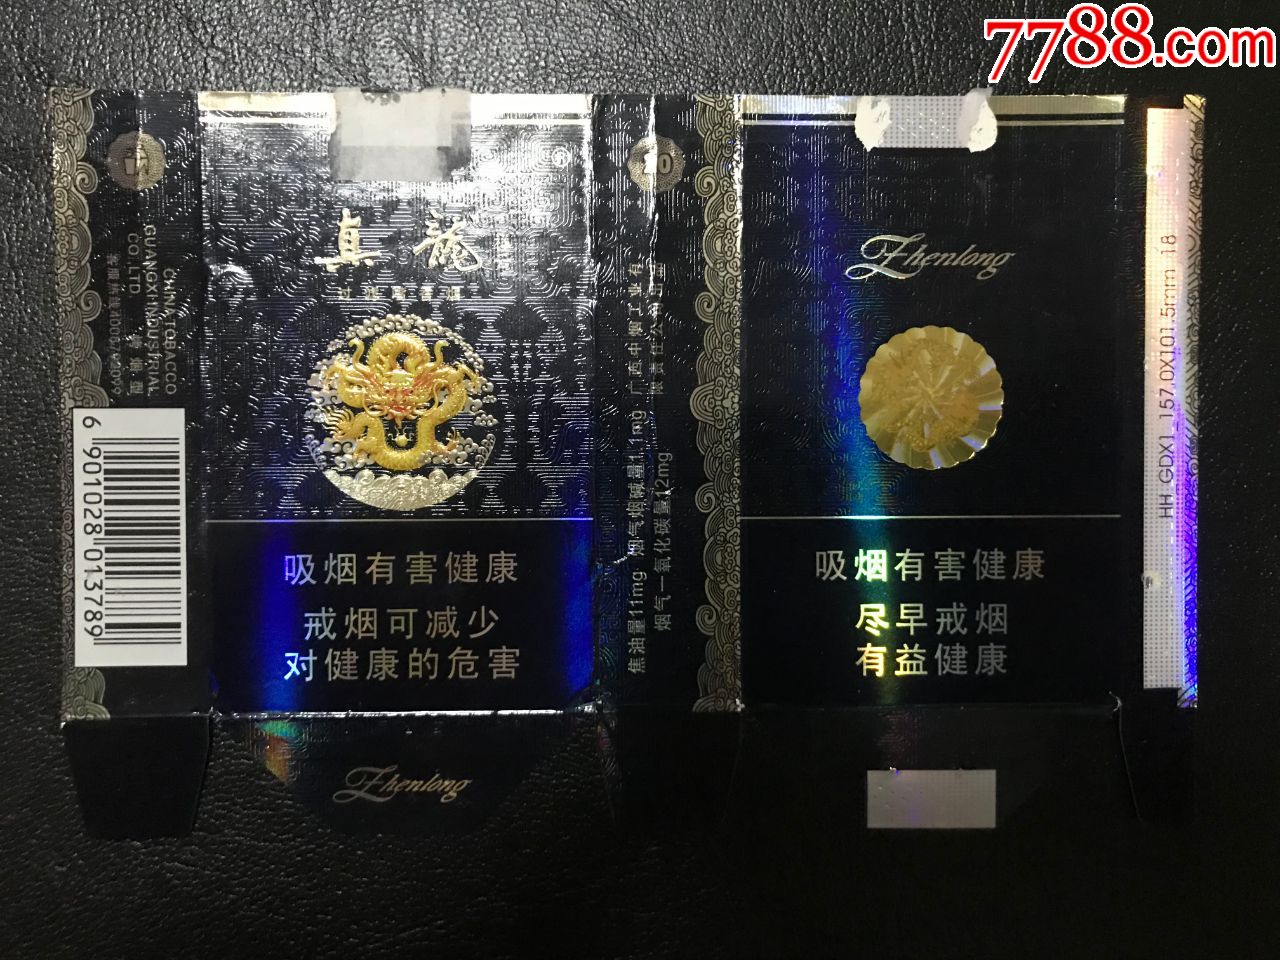 7788.com
CHINA TOBACCO
GUANGXI INDUSTRIAL
CO.,LTD.
6 901028 013789
真龍
吸烟有害健康
戒烟可减少
对健康的危害
Zhenlong
20
广西中烟工业有
限责任公司出品
焦油量11mg 烟气烟碱量1.1mg
烟气一氧化碳量12mg
Zhenlong
吸烟有害健康
尽早戒烟
有益健康
HH GDX1 157.0X101.5mm 18